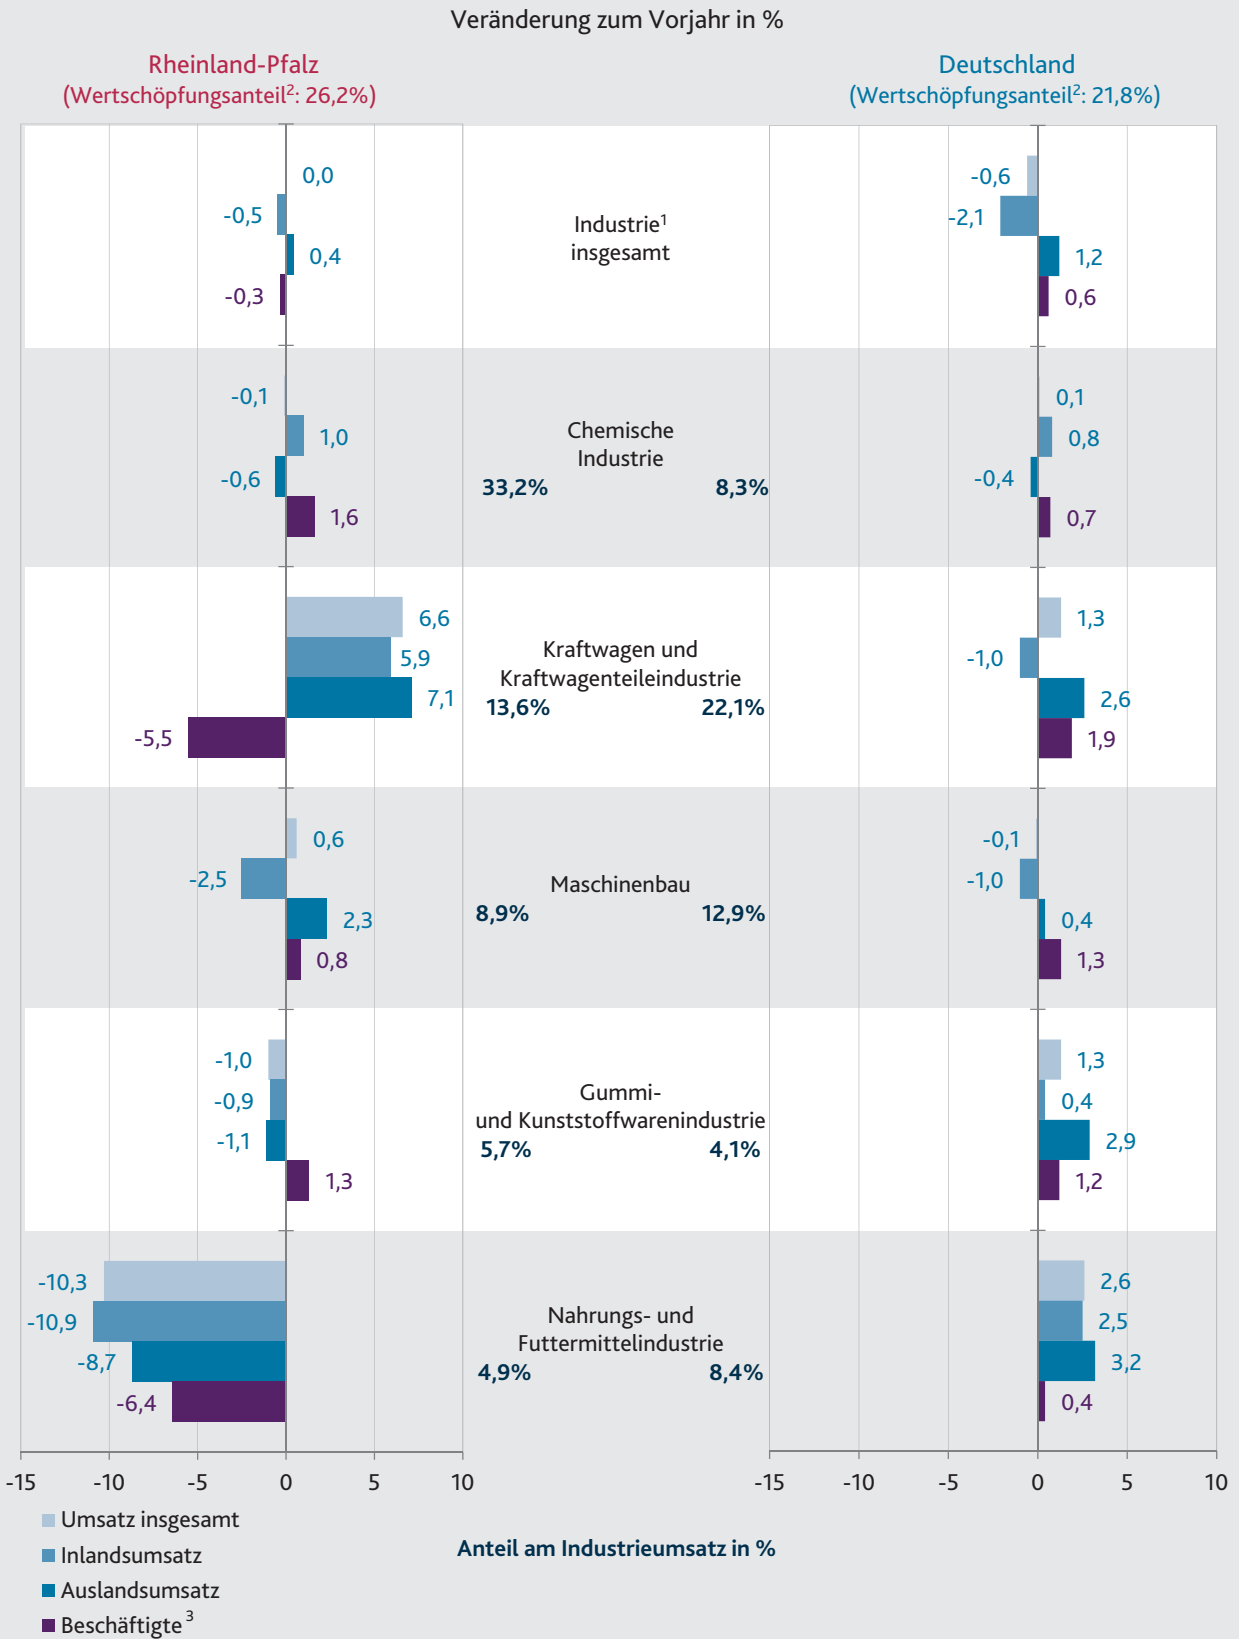 Veränderung zum Vorjahr in %
Rheinland-Pfalz
(Wertschöpfungsanteil²: 26,2%)
Deutschland
(Wertschöpfungsanteil²: 21,8%)
0,0
-0,5
0,4
-0,3
Industrie¹
insgesamt
-0,6
-2,1
1,2
0,6
-0,1
1,0
-0,6
1,6
Chemische
Industrie
33,2% 8,3%
0,1
0,8
-0,4
0,7
6,6
5,9
7,1
-5,5
Kraftwagen und
Kraftwagenteileindustrie
13,6% 22,1%
1,3
-1,0
2,6
1,9
0,6
-2,5
2,3
0,8
Maschinenbau
8,9% 12,9%
-0,1
-1,0
0,4
1,3
-1,0
-0,9
-1,1
1,3
Gummi-
und Kunststoffwarenindustrie
5,7% 4,1%
1,3
0,4
2,9
1,2
-10,3
-10,9
-8,7
-6,4
Nahrungs- und
Futtermittelindustrie
4,9% 8,4%
2,6
2,5
3,2
0,4
-15 -10 -5 0 5 10
-15 -10 -5 0 5 10
Umsatz insgesamt
Inlandsumsatz
Auslandsumsatz
Beschäftigte³
Anteil am Industrieumsatz in %